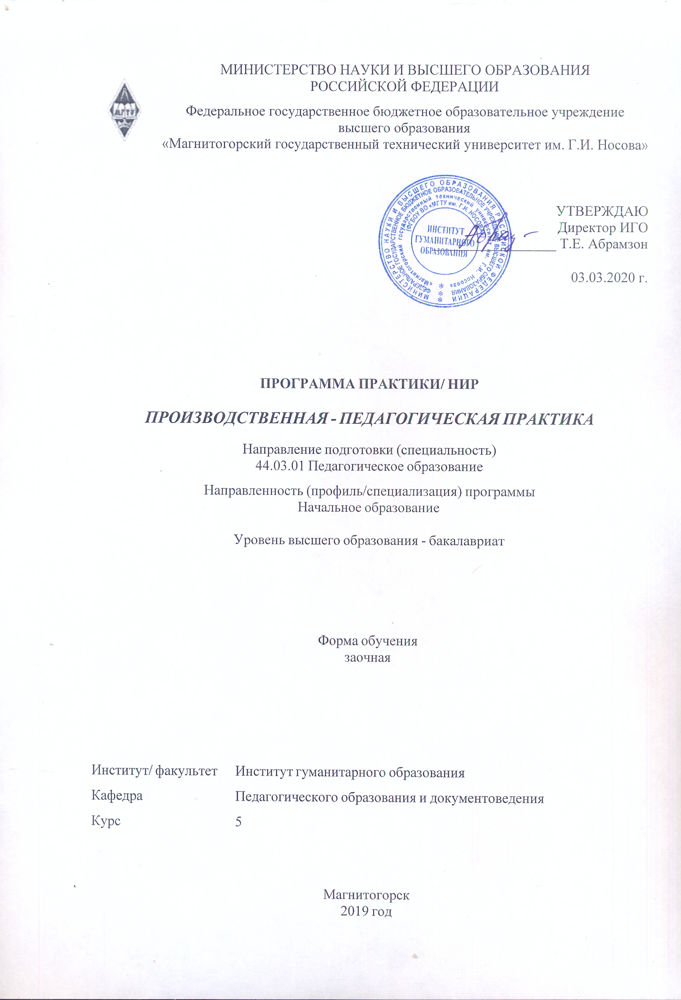 МИНИСТЕРСТВО НАУКИ И ВЫСШЕГО ОБРАЗОВАНИЯ
РОССИЙСКОЙ ФЕДЕРАЦИИ
МГТУ
Федеральное государственное бюджетное образовательное учреждение
высшего образования
«Магнитогорский государственный технический университет им. Г.И. Носова»
МИНИСТЕРСТВО НАУКИ И ВЫСШЕГО ОБРАЗОВАНИЯ РОССИЙСКОЙ ФЕДЕРАЦИИ
ФЕДЕРАЛЬНОЕ ГОСУДАРСТВЕННОЕ БЮДЖЕТНОЕ ОБРАЗОВАТЕЛЬНОЕ УЧРЕЖДЕНИЕ ВЫСШЕГО ОБРАЗОВАНИЯ
«Магнитогорский государственный технический университет им. Г.И. Носова»
(ФГБОУ ВО «МГТУ им. Г.И. НОСОВА»)
ИНСТИТУТ
ГУМАНИТАРНОГО
ОБРАЗОВАНИЯ
УТВЕРЖДАЮ
Директор ИГО
Т.Е. Абрамзон
03.03.2020 г.
ПРОГРАММА ПРАКТИКИ/ НИР
ПРОИЗВОДСТВЕННАЯ - ПЕДАГОГИЧЕСКАЯ ПРАКТИКА
Направление подготовки (специальность)
44.03.01 Педагогическое образование
Направленность (профиль/специализация) программы
Начальное образование
Уровень высшего образования - бакалавриат
Форма обучения
заочная
Институт/ факультет Институт гуманитарного образования
Кафедра Педагогического образования и документоведения
Курс 5
Магнитогорск
2019 год